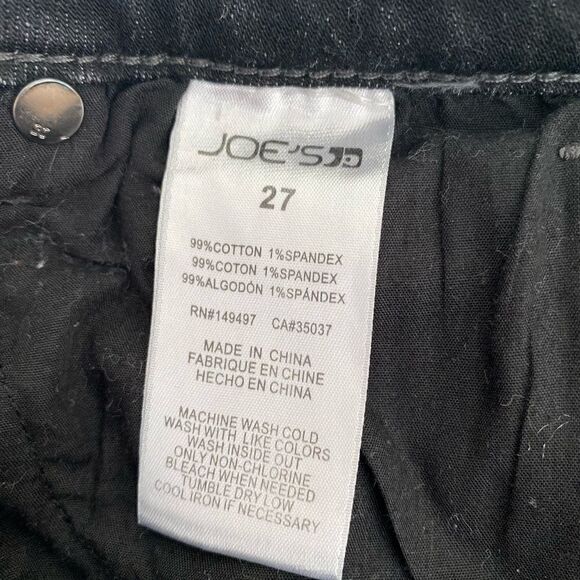 JOE'S
27
99%COTTON 1%SPANDEX
99%COTON 1%SPANDEX
99%ALGODÓN 1%SPÁNDEX
RN#149497 CA#35037
MADE IN CHINA
FABRIQUE EN CHINE
HECHO EN CHINA
MACHINE WASH COLD
WASH WITH LIKE COLORS
WASH INSIDE OUT
ONLY NON-CHLORINE
BLEACH WHEN NEEDED
TUMBLE DRY LOW
COOL IRON IF NECESSARY